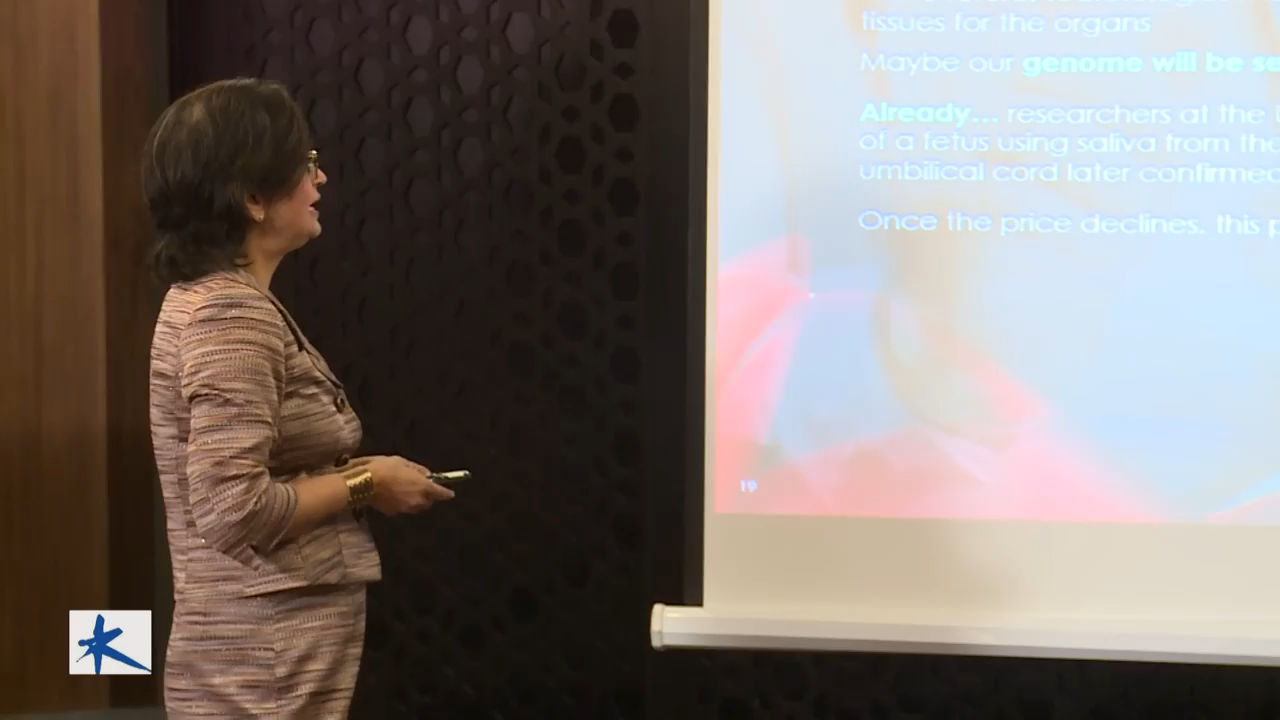 tissues for the organs
Maybe our genome will be se
Already... researchers at the
of a fetus using saliva from the
umbilical cord later confirmed
Once the price declines, this p
19